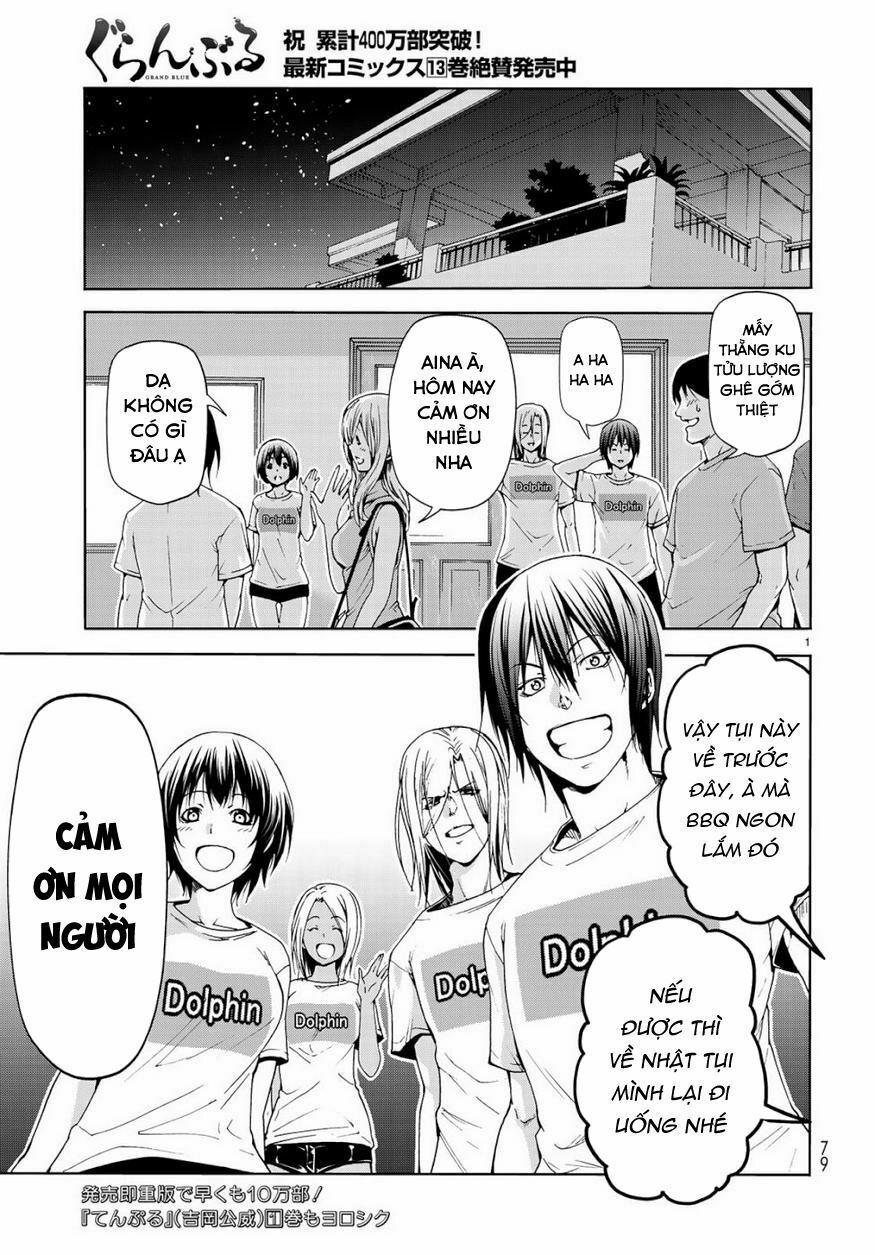 ぐらんぶる
GRAND BLUE
祝 累計400万部突破!
最新コミックス13巻絶賛発売中
MẤY
THẰNG KU
TỬU LƯỢNG
GHÊ GỚM
THIỆT
A HA
HA HA
AINA À,
HÔM NAY
CẢM ƠN
NHIỀU
NHA
DẠ
KHÔNG
CÓ GÌ
ĐÂU Ạ
Dolphin
Dolphin
Dolphin
1
VẬY TỤI NÀY
VỀ TRƯỚC
ĐÂY, À MÀ
BBQ NGON
LẮM ĐÓ
NẾU
ĐƯỢC THÌ
VỀ NHẬT TỤI
MÌNH LẠI ĐI
UỐNG NHÉ
CẢM
ƠN MỌI
NGƯỜI
Dolphin
Dolphin
Dolphin
Dolphin
79
発売即重版で早くも10万部!
『てんぷる』(吉岡公威)1巻もヨロシク